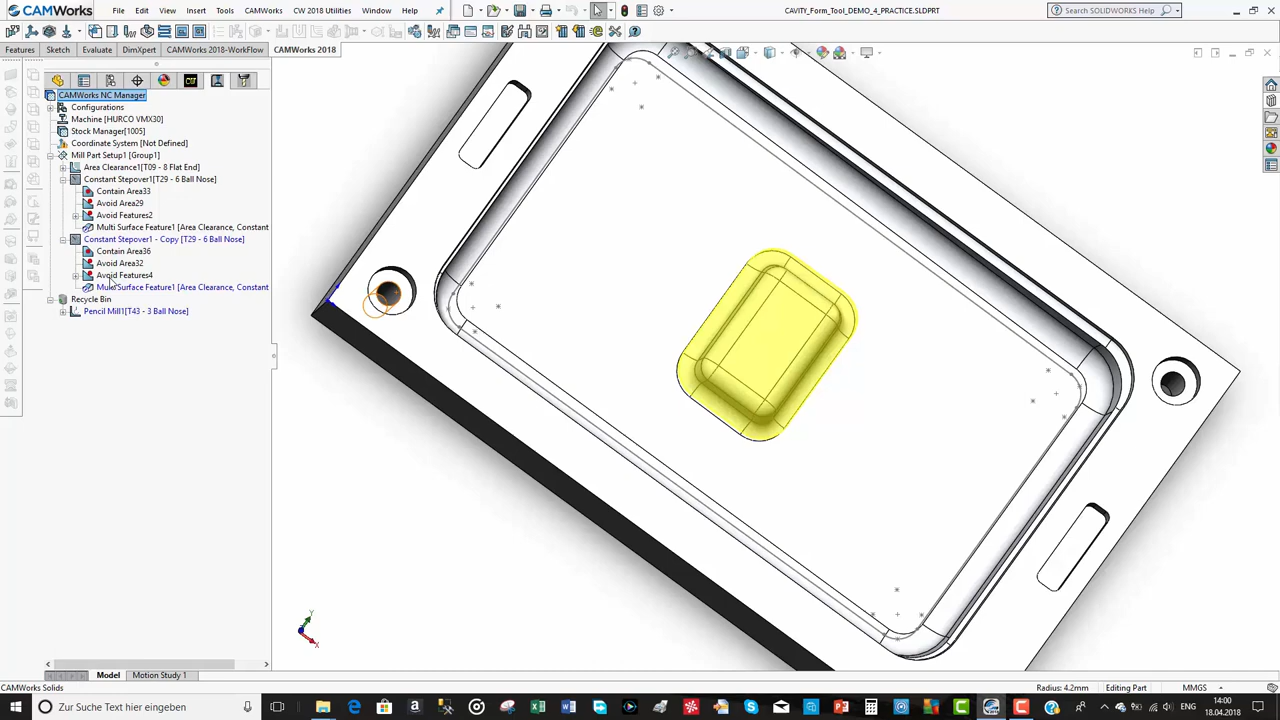 CAMWorks File Edit View Insert Tools CAMWorks CW 2018 Utilities Window Help CAVITY_Form_Tool_DEMO_4_PRACTICE.SLDPRT Search SOLIDWORKS Help
Features Sketch Evaluate DimXpert CAMWorks 2018-WorkFlow CAMWorks 2018
CAMWorks NC Manager
Configurations
Machine [HURCO VMX30]
Stock Manager[1005]
Coordinate System [Not Defined]
Mill Part Setup1 [Group1]
Area Clearance1[T09 - 8 Flat End]
Constant Stepover1[T29 - 6 Ball Nose]
Contain Area33
Avoid Area29
Avoid Features2
Multi Surface Feature1 [Area Clearance, Constant
Constant Stepover1 - Copy [T29 - 6 Ball Nose]
Contain Area36
Avoid Area32
Avoid Features4
Multi Surface Feature1 [Area Clearance, Constant
Recycle Bin
Pencil Mill1[T43 - 3 Ball Nose]
Y
X
Model Motion Study 1
CAMWorks Solids Radius: 4.2mm Editing Part MMGS
Zur Suche Text hier eingeben ENG 14:00
18.04.2018